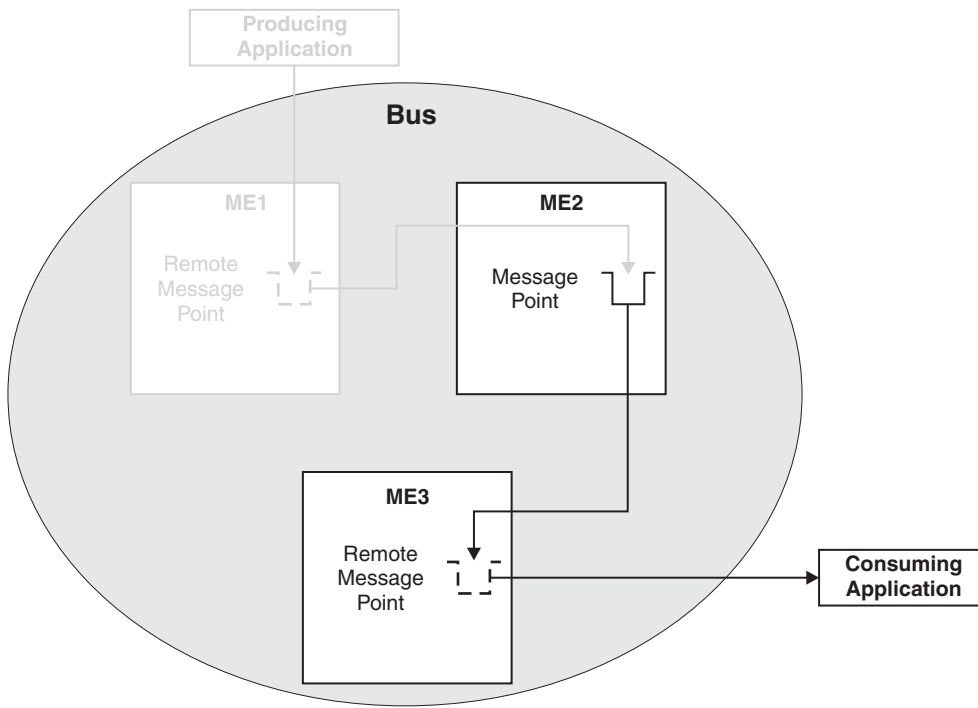 Producing
Application
Bus
ME1
Remote
Message
Point
ME2
Message
Point
ME3
Remote
Message
Point
Consuming
Application